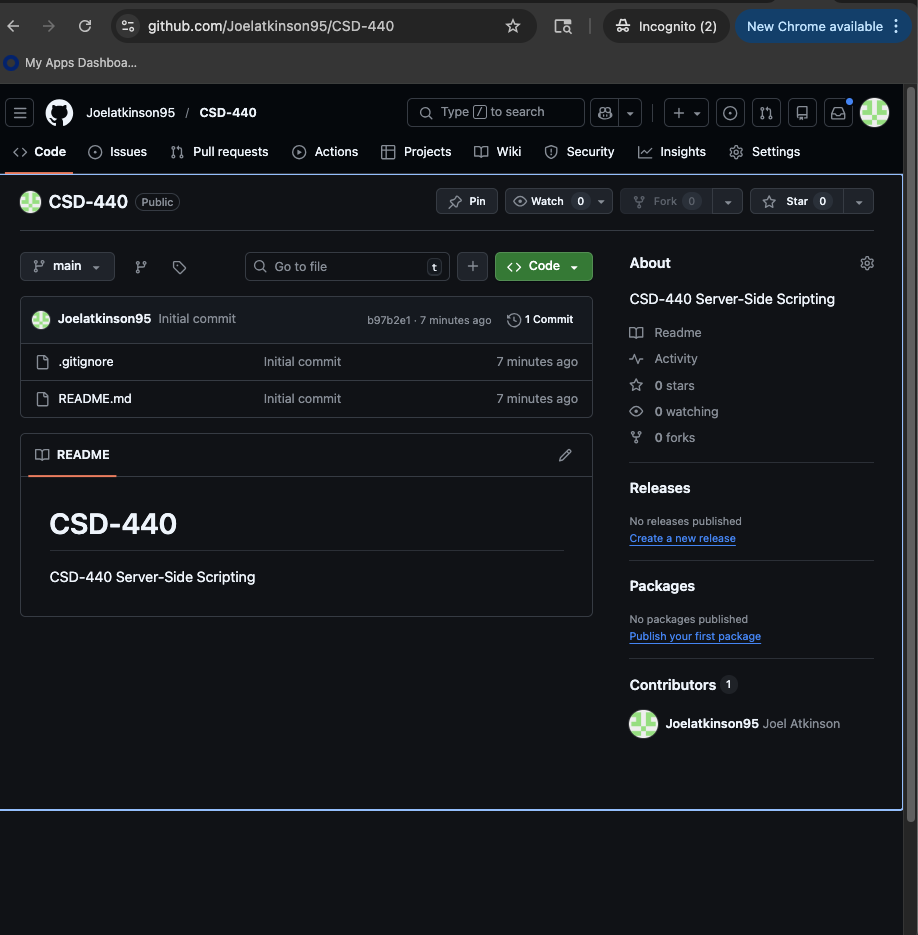 github.com/Joelatkinson95/CSD-440
Incognito (2)
New Chrome available
My Apps Dashboa...
Joelatkinson95 / CSD-440
Type / to search
Code Issues Pull requests Actions Projects Wiki Security Insights Settings
CSD-440 Public
Pin Watch 0 Fork 0 Star 0
main
Go to file t
Code
Joelatkinson95 Initial commit b97b2e1 · 7 minutes ago 1 Commit
.gitignore Initial commit 7 minutes ago
README.md Initial commit 7 minutes ago
README
CSD-440
CSD-440 Server-Side Scripting
About
CSD-440 Server-Side Scripting
Readme
Activity
0 stars
0 watching
0 forks
Releases
No releases published
Create a new release
Packages
No packages published
Publish your first package
Contributors 1
Joelatkinson95 Joel Atkinson